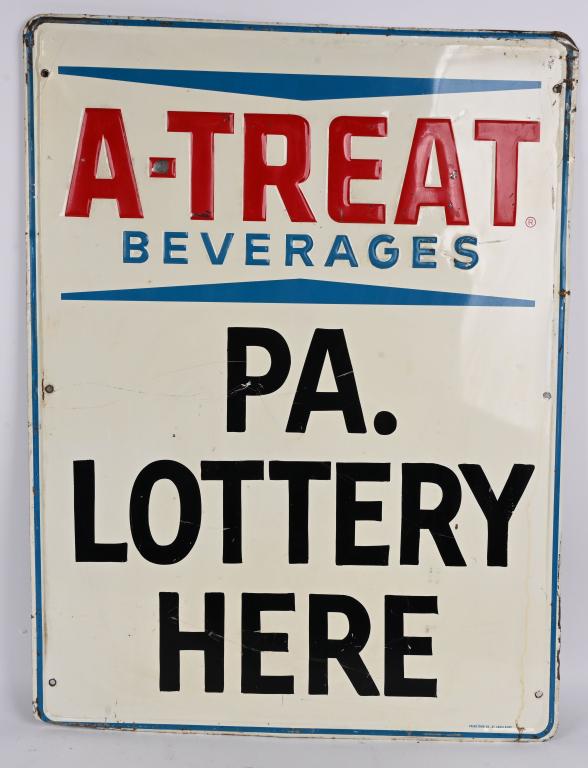 A-TREAT®
BEVERAGES
PA.
LOTTERY
HERE